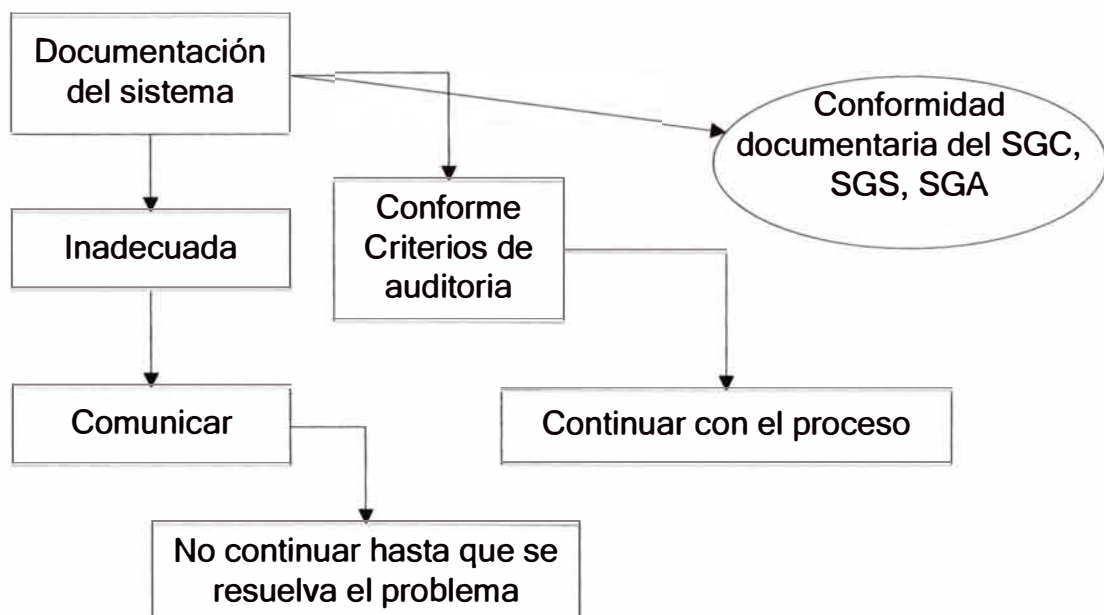 Documentación
del sistema
Conformidad
documentaria del SGC,
SGS, SGA
Inadecuada
Conforme
Criterios de
auditoria
Comunicar
Continuar con el proceso
No continuar hasta que se
resuelva el problema